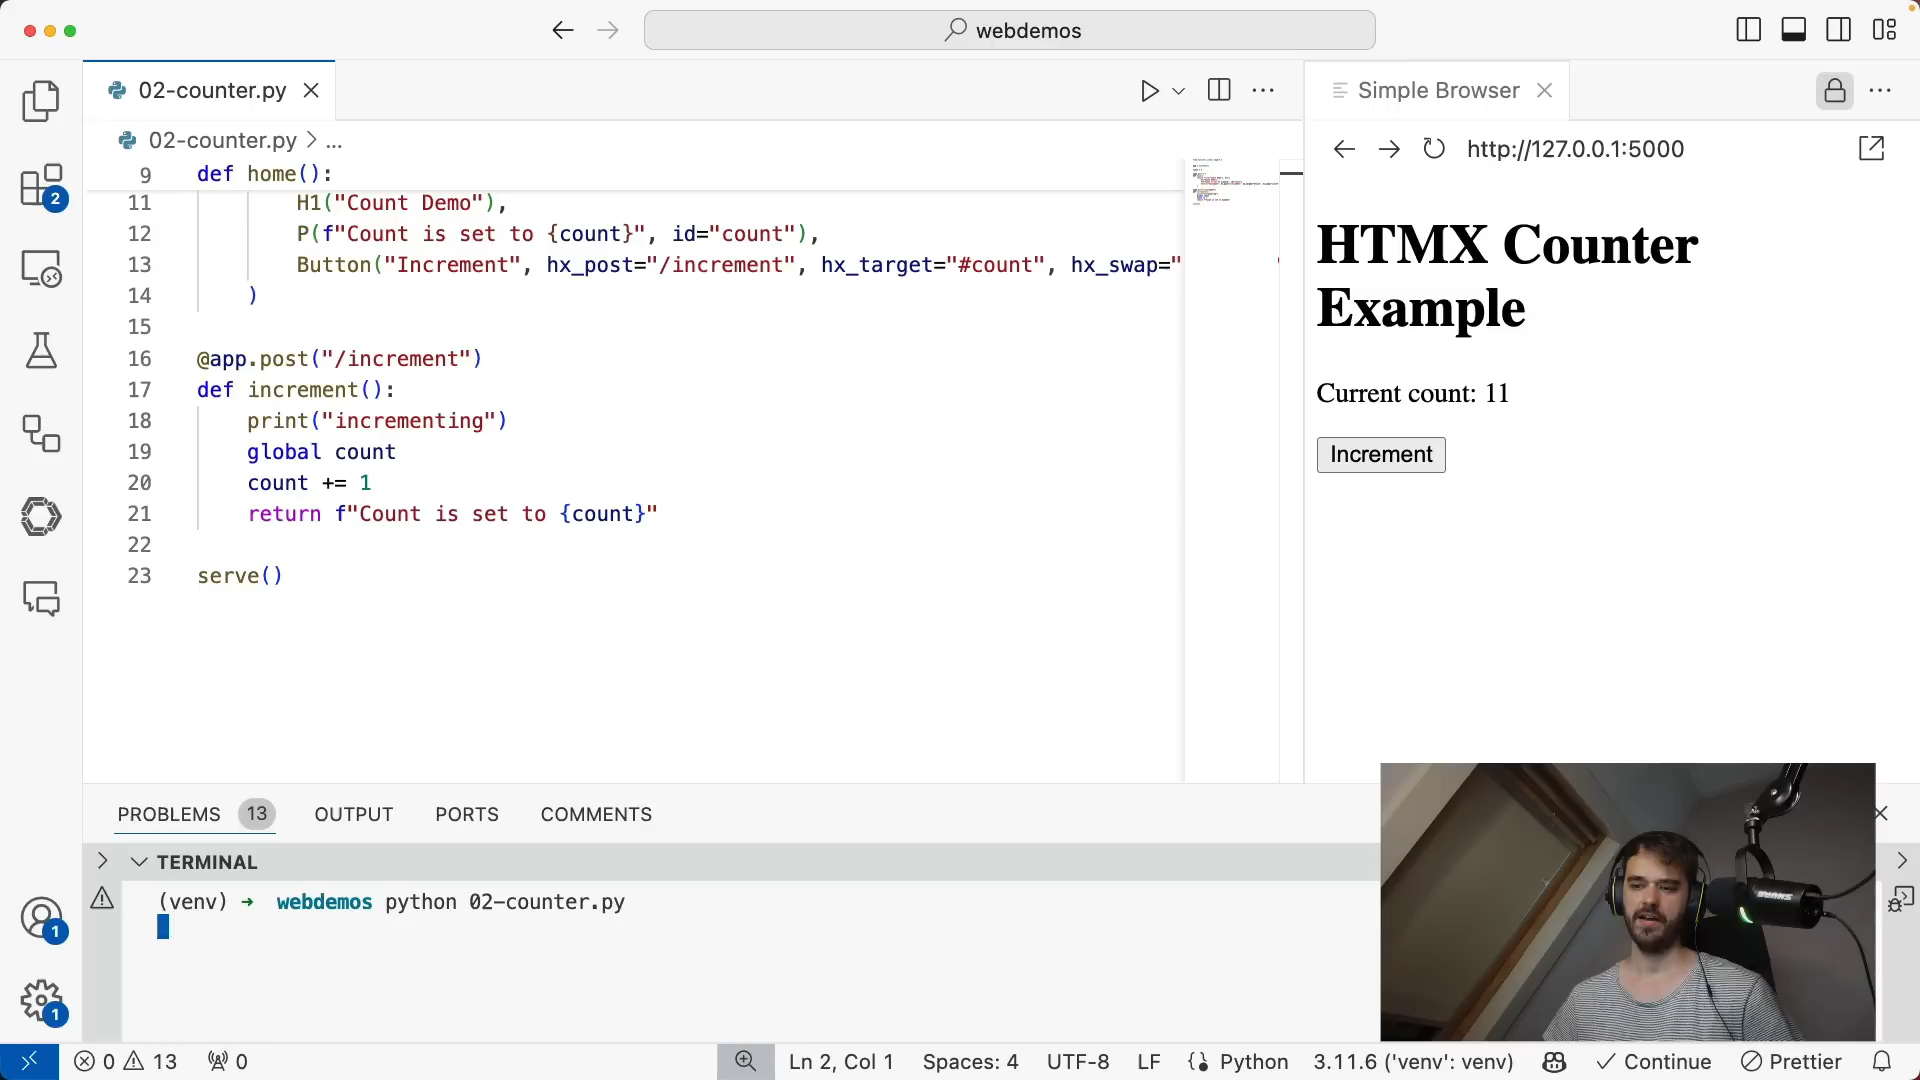 webdemos
02-counter.py
Simple Browser
02-counter.py > ...
http://127.0.0.1:5000
9 def home():
11 H1("Count Demo"),
12 P(f"Count is set to {count}", id="count"),
13 Button("Increment", hx_post="/increment", hx_target="#count", hx_swap="
14 )
15
16 @app.post("/increment")
17 def increment():
18 print("incrementing")
19 global count
20 count += 1
21 return f"Count is set to {count}"
22
23 serve()
HTMX Counter
Example
Current count: 11
Increment
2
PROBLEMS 13 OUTPUT PORTS COMMENTS
TERMINAL
(venv) ➜ webdemos python 02-counter.py
1
1
0 13 0 Ln 2, Col 1 Spaces: 4 UTF-8 LF Python 3.11.6 ('venv': venv) Continue Prettier